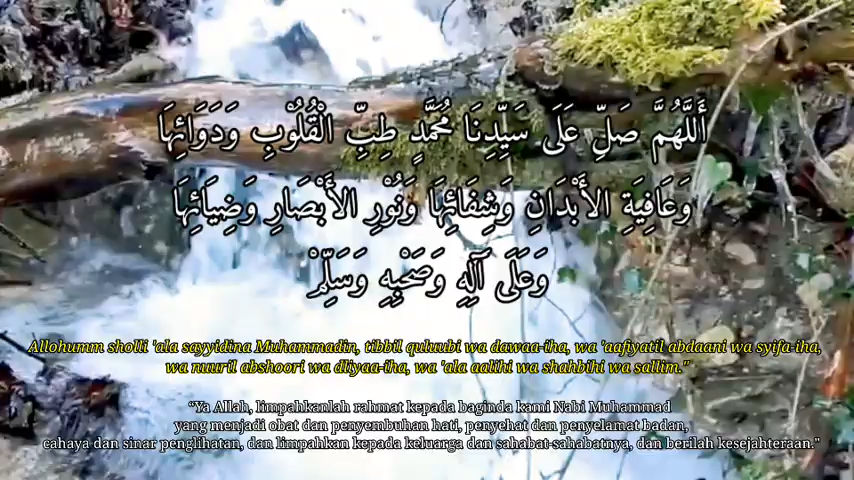 أَللَّهُمَّ صَلِّ عَلَى سَيِّدِنَا مُحَمَّدٍ طِبِّ الْقُلُوْبِ وَدَوَائِهَا
وَعَافِيَةِ الأَبْدَانِ وَشِفَائِهَا وَنُوْرِ الأَبْصَارِ وَضِيَائِهَا
وَعَلَى آلِهِ وَصَحْبِهِ وَسَلِّمْ
Allohumm sholli 'ala sayyidina Muhammadin, tibbil quluubi wa dawaa-iha, wa 'aafiyatil abdaani wa syifa-iha,
wa nuuril abshoori wa dliyaa-iha, wa 'ala aalihi wa shahbihi wa sallim."
“Ya Allah, limpahkanlah rahmat kepada baginda kami Nabi Muhammad
yang menjadi obat dan penyembuhan hati, penyehat dan penyelamat badan,
cahaya dan sinar penglihatan, dan limpahkan kepada keluarga dan sahabat-sahabatnya, dan berilah kesejahteraan."